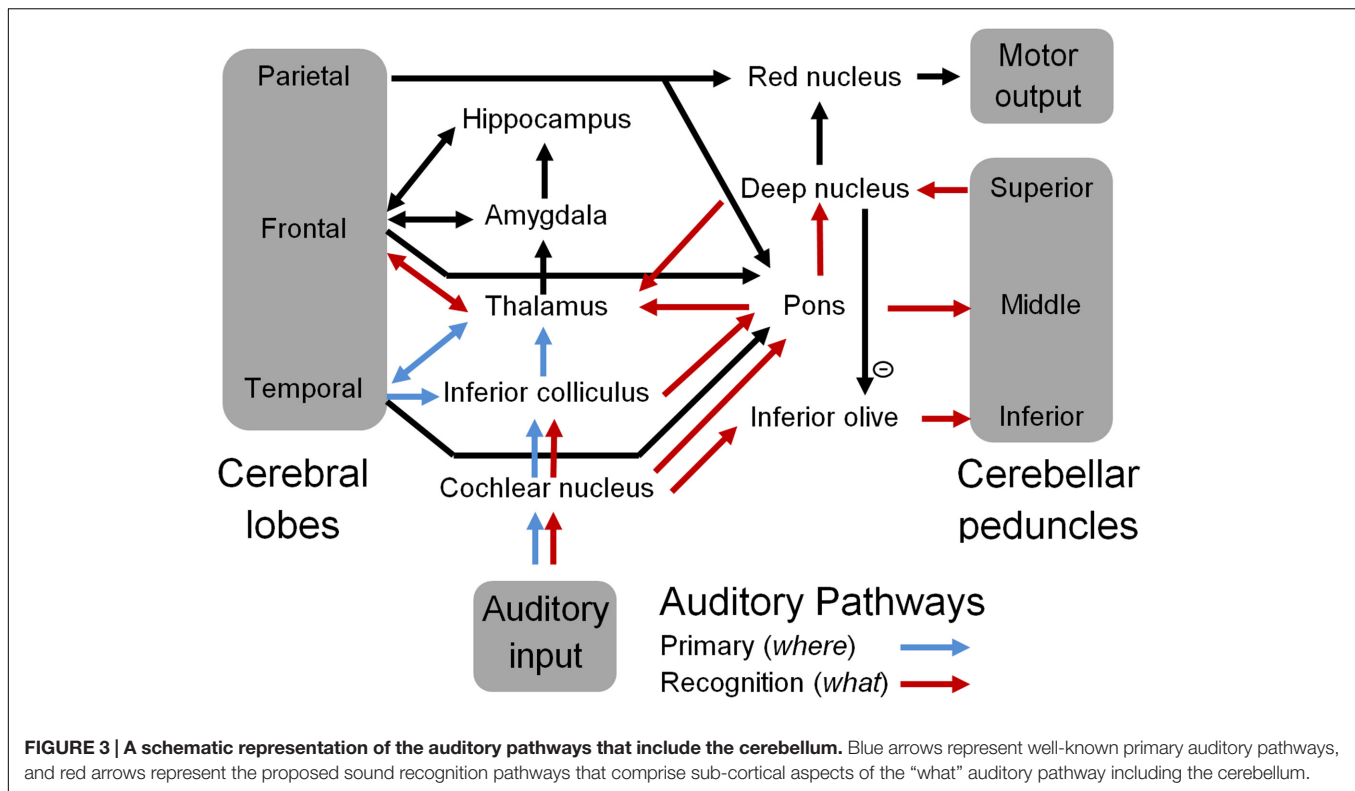 Parietal
Red nucleus
Motor
output
Hippocampus
Deep nucleus
Superior
Frontal
Amygdala
Thalamus
Pons
Middle
Temporal
Inferior colliculus
⊖
Inferior olive
Inferior
Cerebral
lobes
Cochlear nucleus
Cerebellar
peduncles
Auditory
input
Auditory Pathways
Primary (where)
Recognition (what)
FIGURE 3 | A schematic representation of the auditory pathways that include the cerebellum. Blue arrows represent well-known primary auditory pathways,
and red arrows represent the proposed sound recognition pathways that comprise sub-cortical aspects of the “what” auditory pathway including the cerebellum.